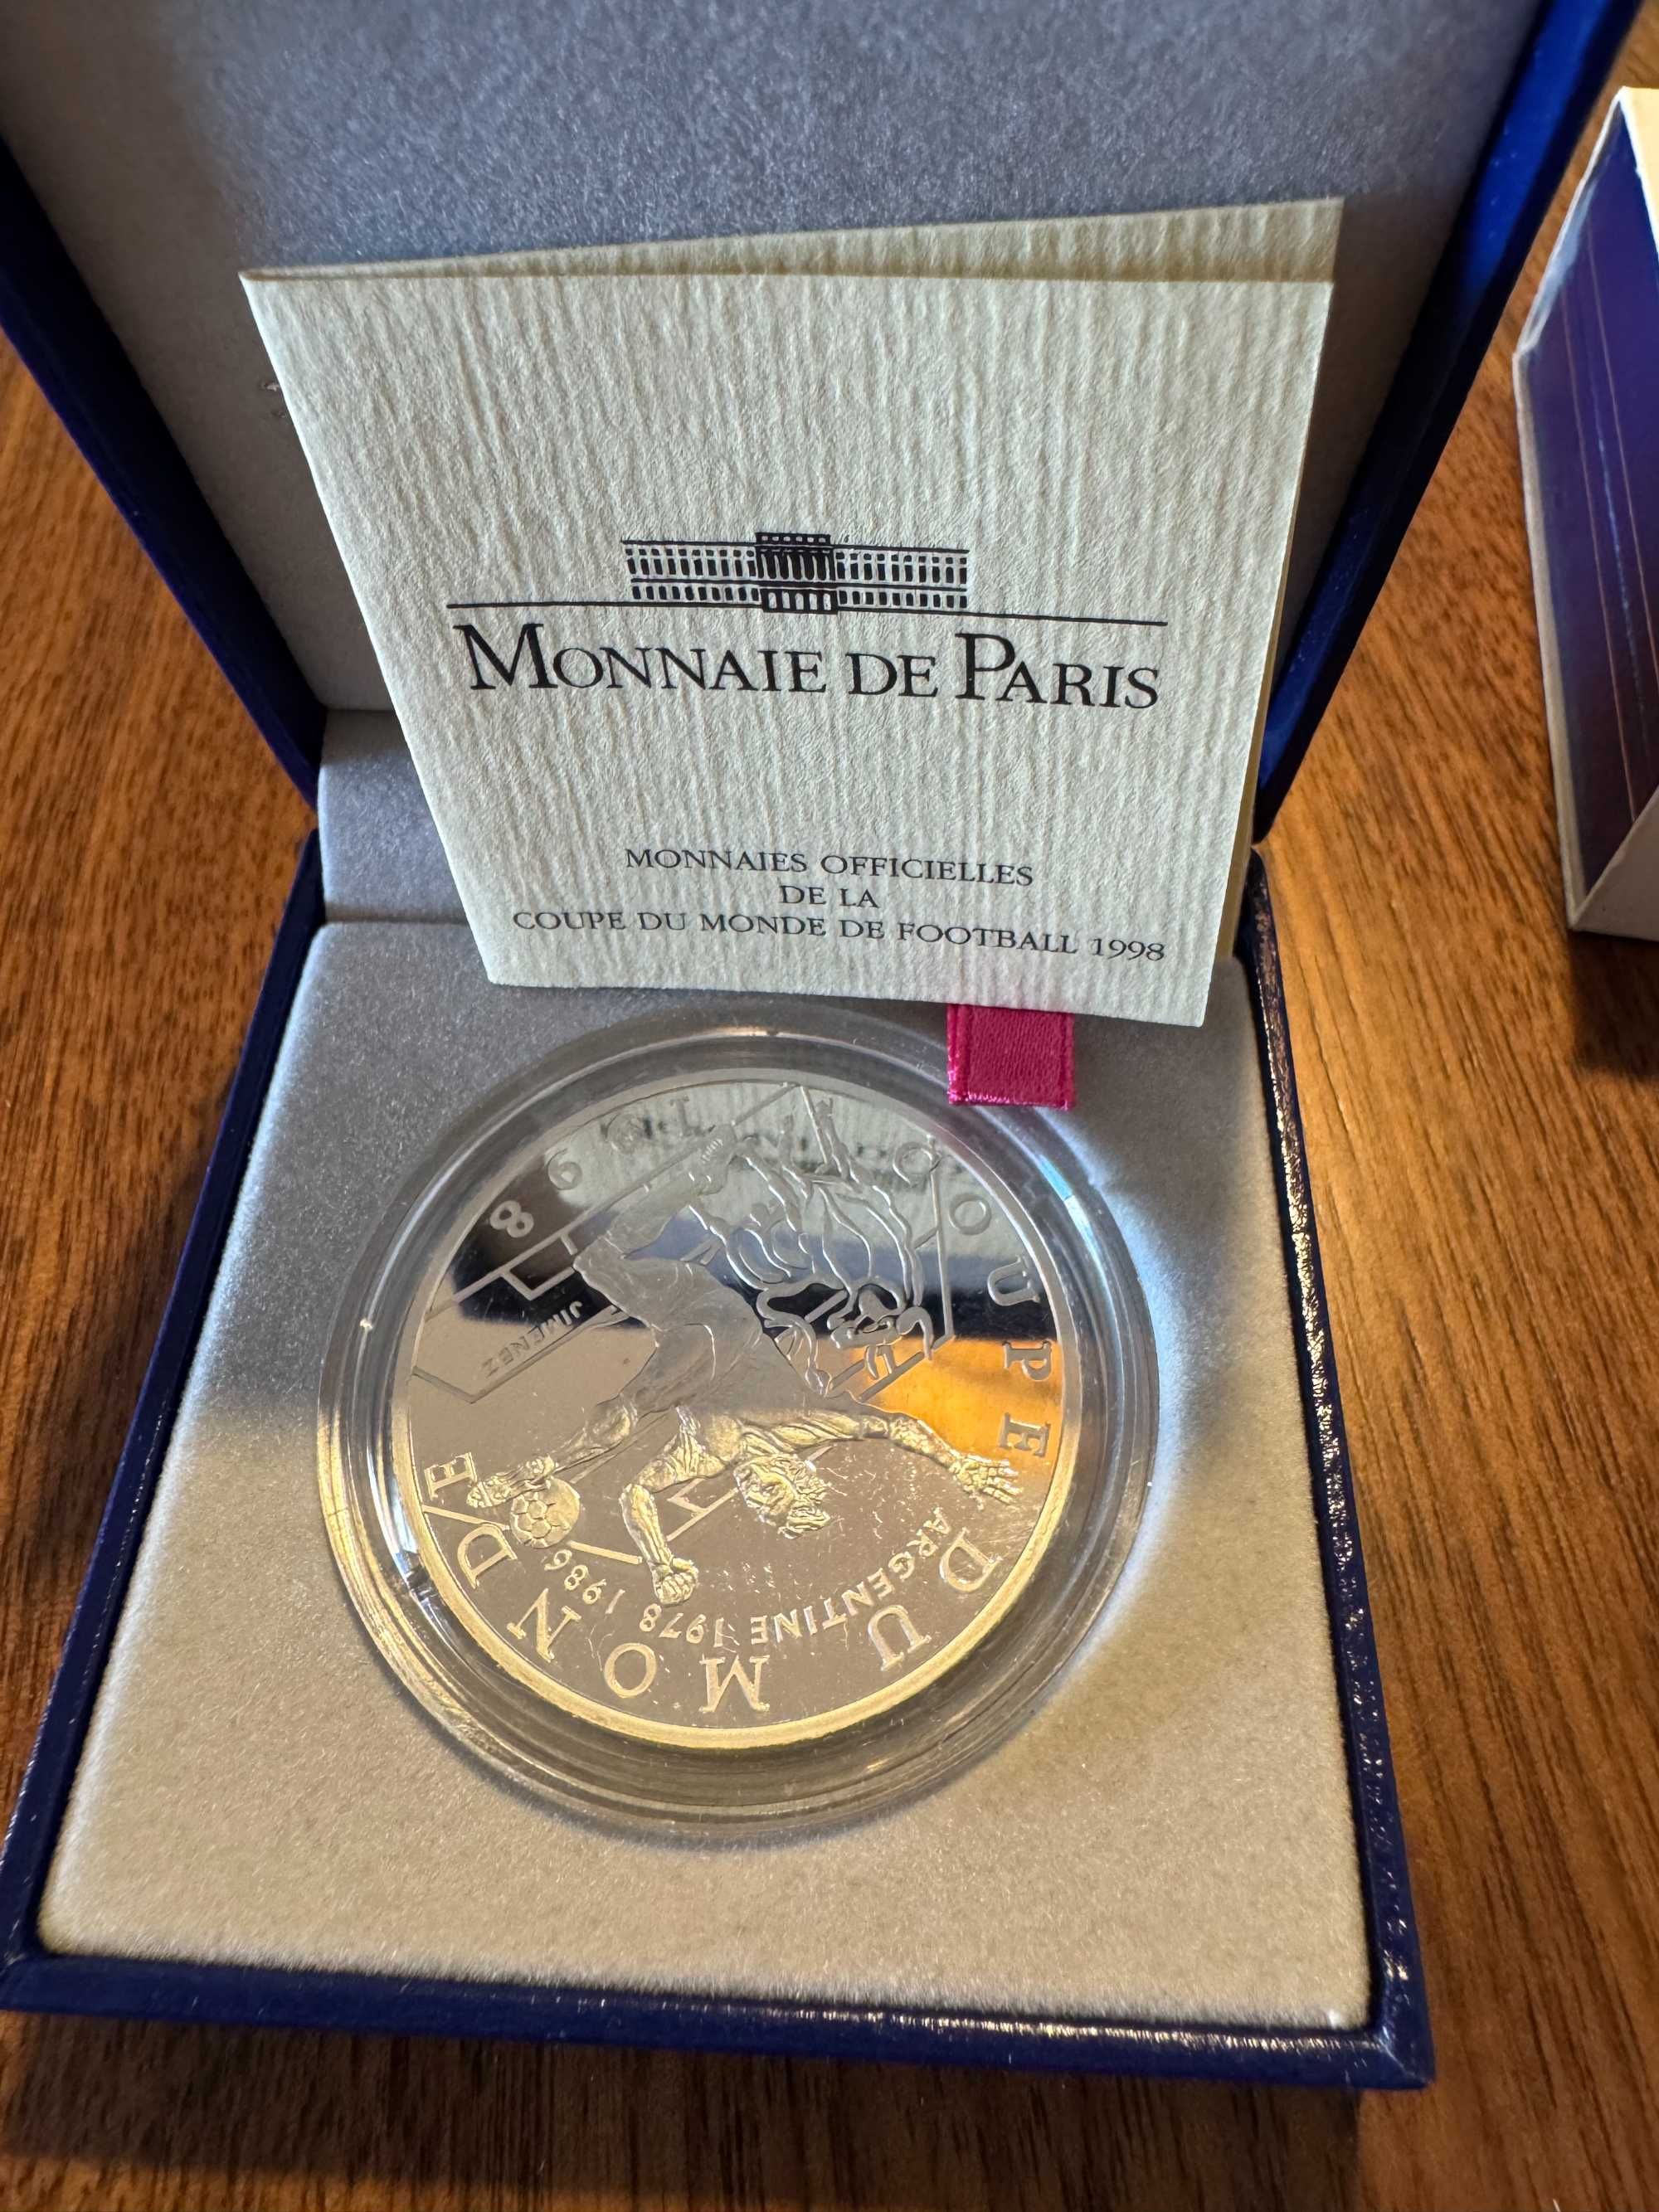 MONNAIE DE PARIS
MONNAIES OFFICIELLES
DE LA
COUPE DU MONDE DE FOOTBALL 1998
COUPE DU MONDE
1998
ARGENTINE 1978 1986
JIMENEZ